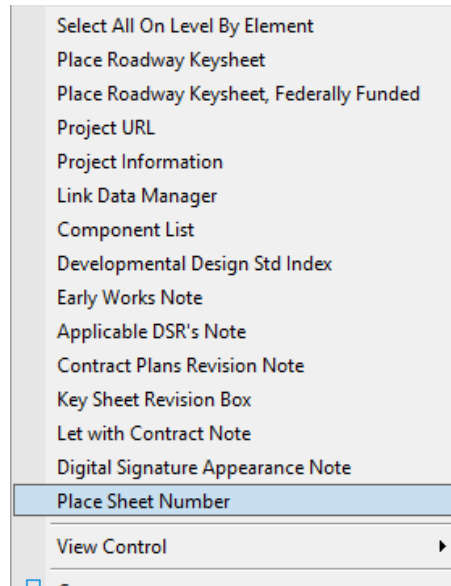 Select All On Level By Element
Place Roadway Keysheet
Place Roadway Keysheet, Federally Funded
Project URL
Project Information
Link Data Manager
Component List
Developmental Design Std Index
Early Works Note
Applicable DSR's Note
Contract Plans Revision Note
Key Sheet Revision Box
Let with Contract Note
Digital Signature Appearance Note
Place Sheet Number
View Control